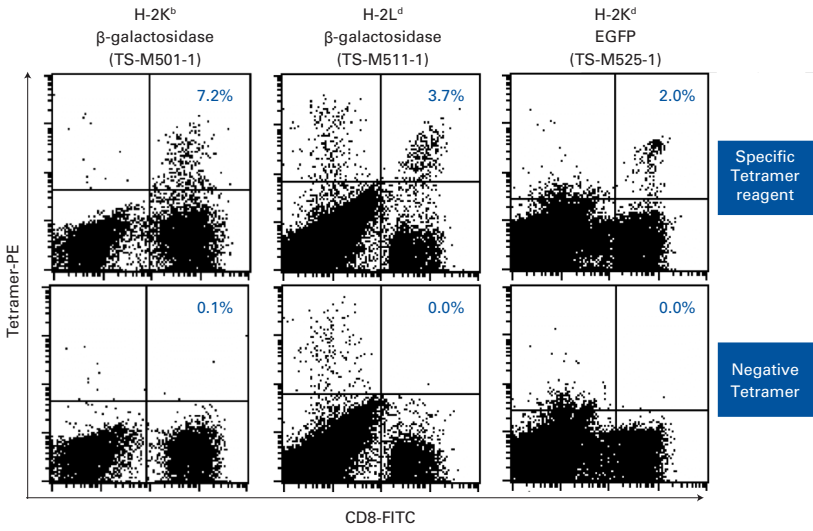 H-2Kᵇ
β-galactosidase
(TS-M501-1)
H-2Lᵈ
β-galactosidase
(TS-M511-1)
H-2Kᵈ
EGFP
(TS-M525-1)
7.2%
3.7%
2.0%
Specific
Tetramer
reagent
Tetramer-PE
0.1%
0.0%
0.0%
Negative
Tetramer
CD8-FITC